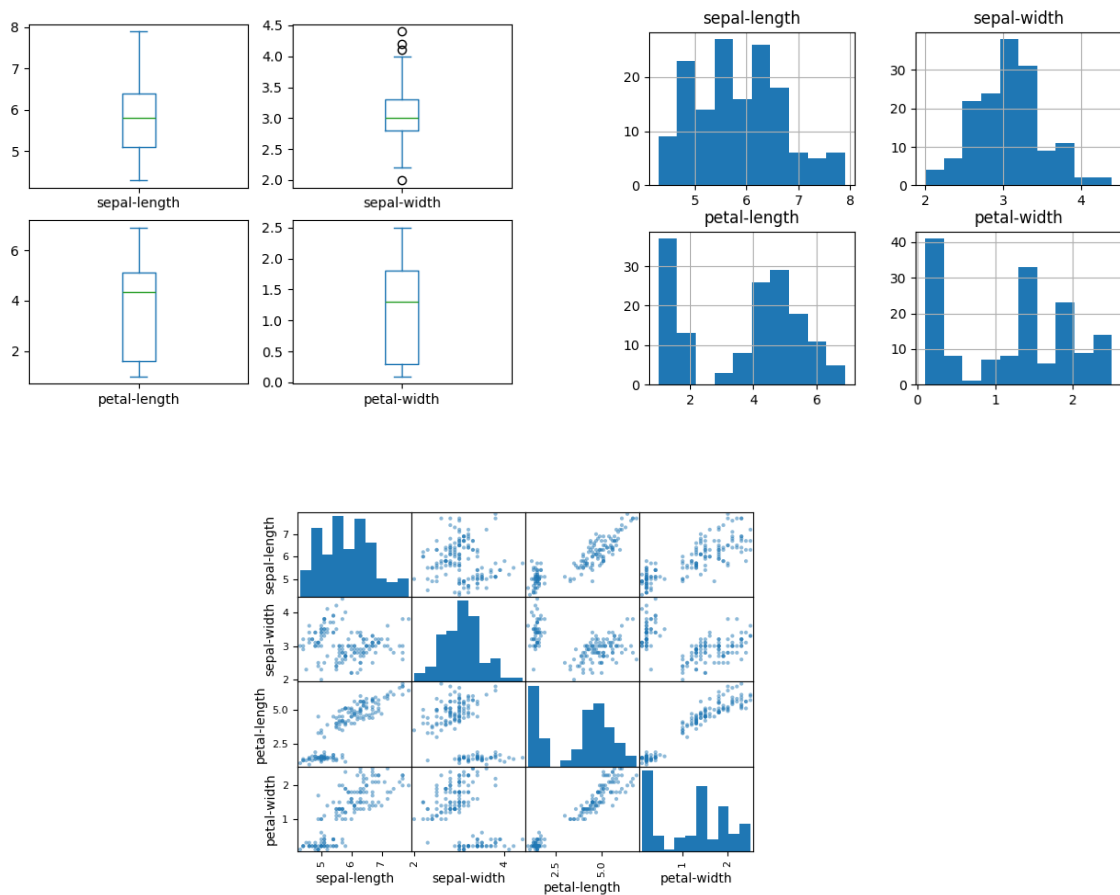 8
7
6
5
sepal-length
4.5
4.0
3.5
3.0
2.5
2.0
sepal-width
6
4
2
petal-length
2.5
2.0
1.5
1.0
0.5
0.0
petal-width
sepal-length
20
10
0
5 6 7 8
sepal-width
30
20
10
0
2 3 4
petal-length
30
20
10
0
2 4 6
petal-width
40
30
20
10
0
0 1 2
sepal-length
7
6
5
sepal-width
4
3
2
petal-length
5.0
2.5
petal-width
2
1
5 6 7
sepal-length
2 4
sepal-width
2.5 5.0
petal-length
1 2
petal-width